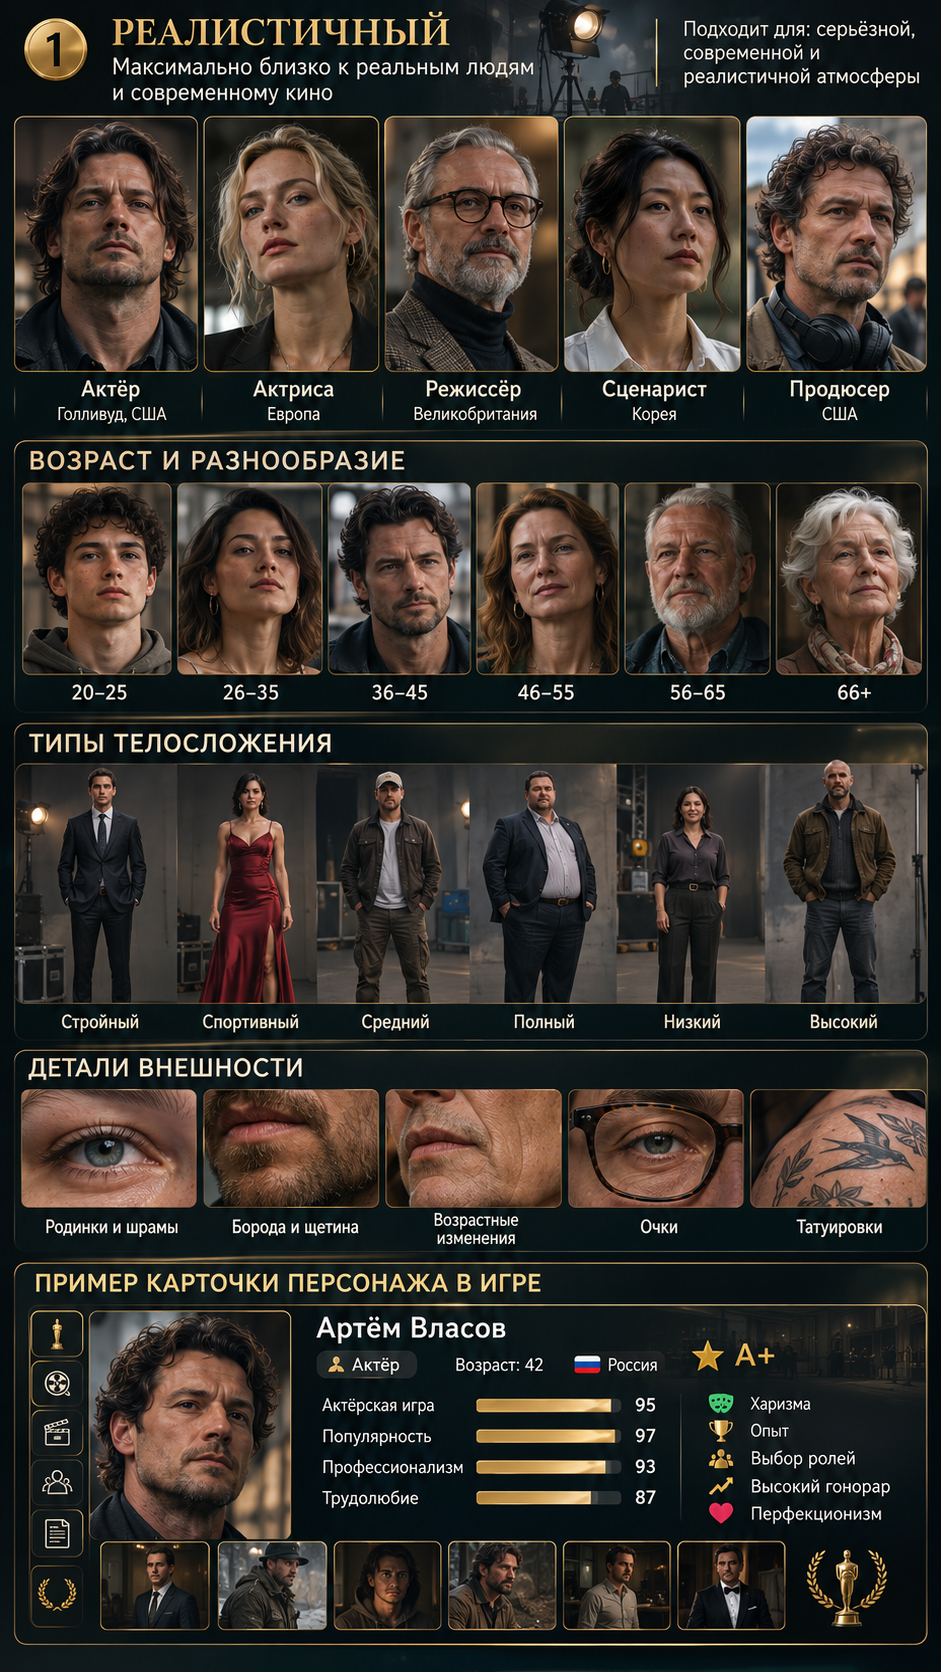 1
РЕАЛИСТИЧНЫЙ
Максимально близко к реальным людям
и современному кино
Подходит для: серьёзной,
современной и
реалистичной атмосферы
Актёр
Голливуд, США
Актриса
Европа
Режиссёр
Великобритания
Сценарист
Корея
Продюсер
США
ВОЗРАСТ И РАЗНООБРАЗИЕ
20–25
26–35
36–45
46–55
56–65
66+
ТИПЫ ТЕЛОСЛОЖЕНИЯ
Стройный
Спортивный
Средний
Полный
Низкий
Высокий
ДЕТАЛИ ВНЕШНОСТИ
Родинки и шрамы
Борода и щетина
Возрастные
изменения
Очки
Татуировки
ПРИМЕР КАРТОЧКИ ПЕРСОНАЖА В ИГРЕ
Артём Власов
Актёр
Возраст: 42
Россия
A+
Актёрская игра 95
Популярность 97
Профессионализм 93
Трудолюбие 87
Харизма
Опыт
Выбор ролей
Высокий гонорар
Перфекционизм